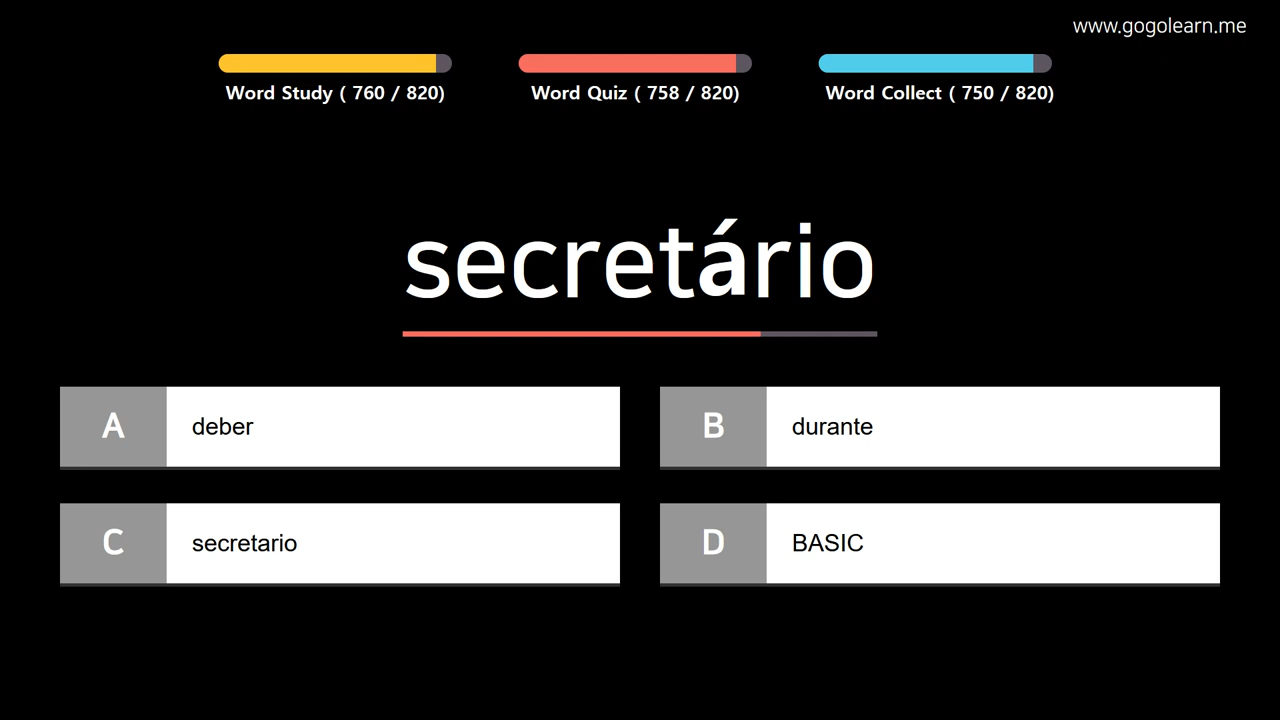 www.gogolearn.me
Word Study ( 760 / 820)
Word Quiz ( 758 / 820)
Word Collect ( 750 / 820)
secretário
A deber
B durante
C secretario
D BASIC